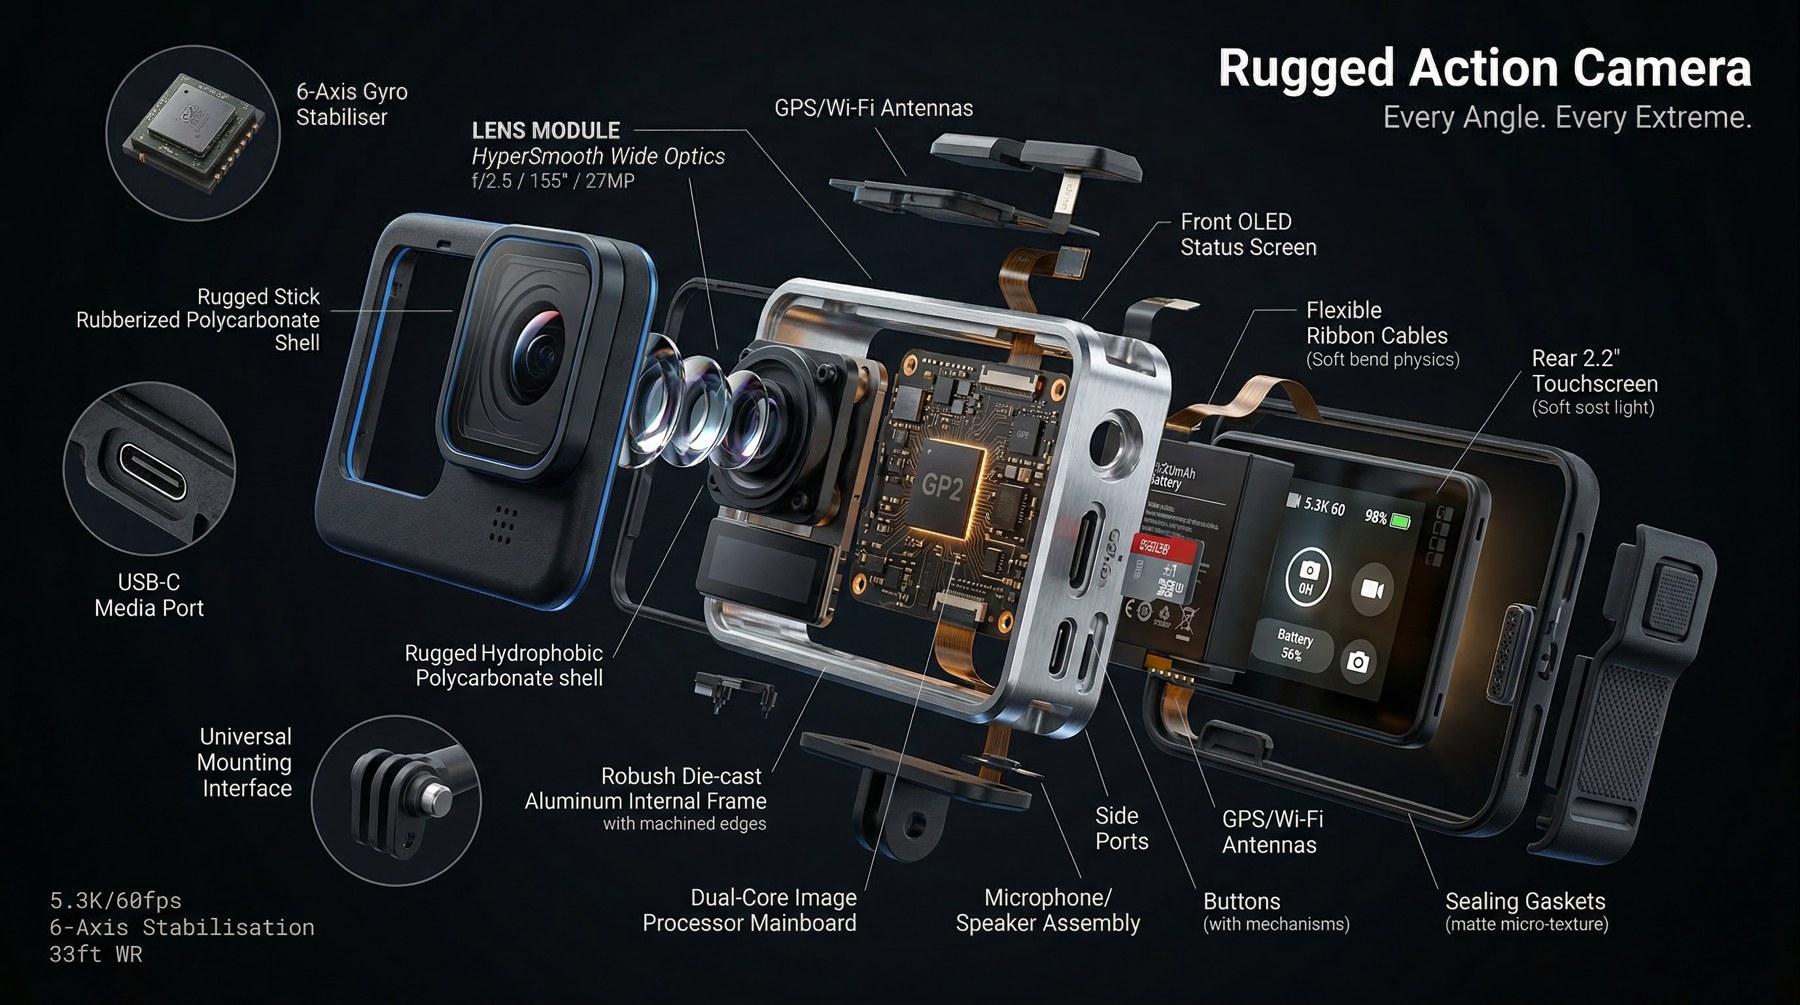 Rugged Action Camera
Every Angle. Every Extreme.
6-Axis Gyro
Stabiliser
LENS MODULE
HyperSmooth Wide Optics
f/2.5 / 155" / 27MP
GPS/Wi-Fi Antennas
Front OLED
Status Screen
Flexible
Ribbon Cables
(Soft bend physics)
Rear 2.2"
Touchscreen
(Soft sost light)
Rugged Stick
Rubberized Polycarbonate
Shell
USB-C
Media Port
GP2
Battery
5.3K 60
98%
0H
Battery
56%
Rugged Hydrophobic
Polycarbonate shell
Universal
Mounting
Interface
Robush Die-cast
Aluminum Internal Frame
with machined edges
Side
Ports
GPS/Wi-Fi
Antennas
Dual-Core Image
Processor Mainboard
Microphone/
Speaker Assembly
Buttons
(with mechanisms)
Sealing Gaskets
(matte micro-texture)
5.3K/60fps
6-Axis Stabilisation
33ft WR